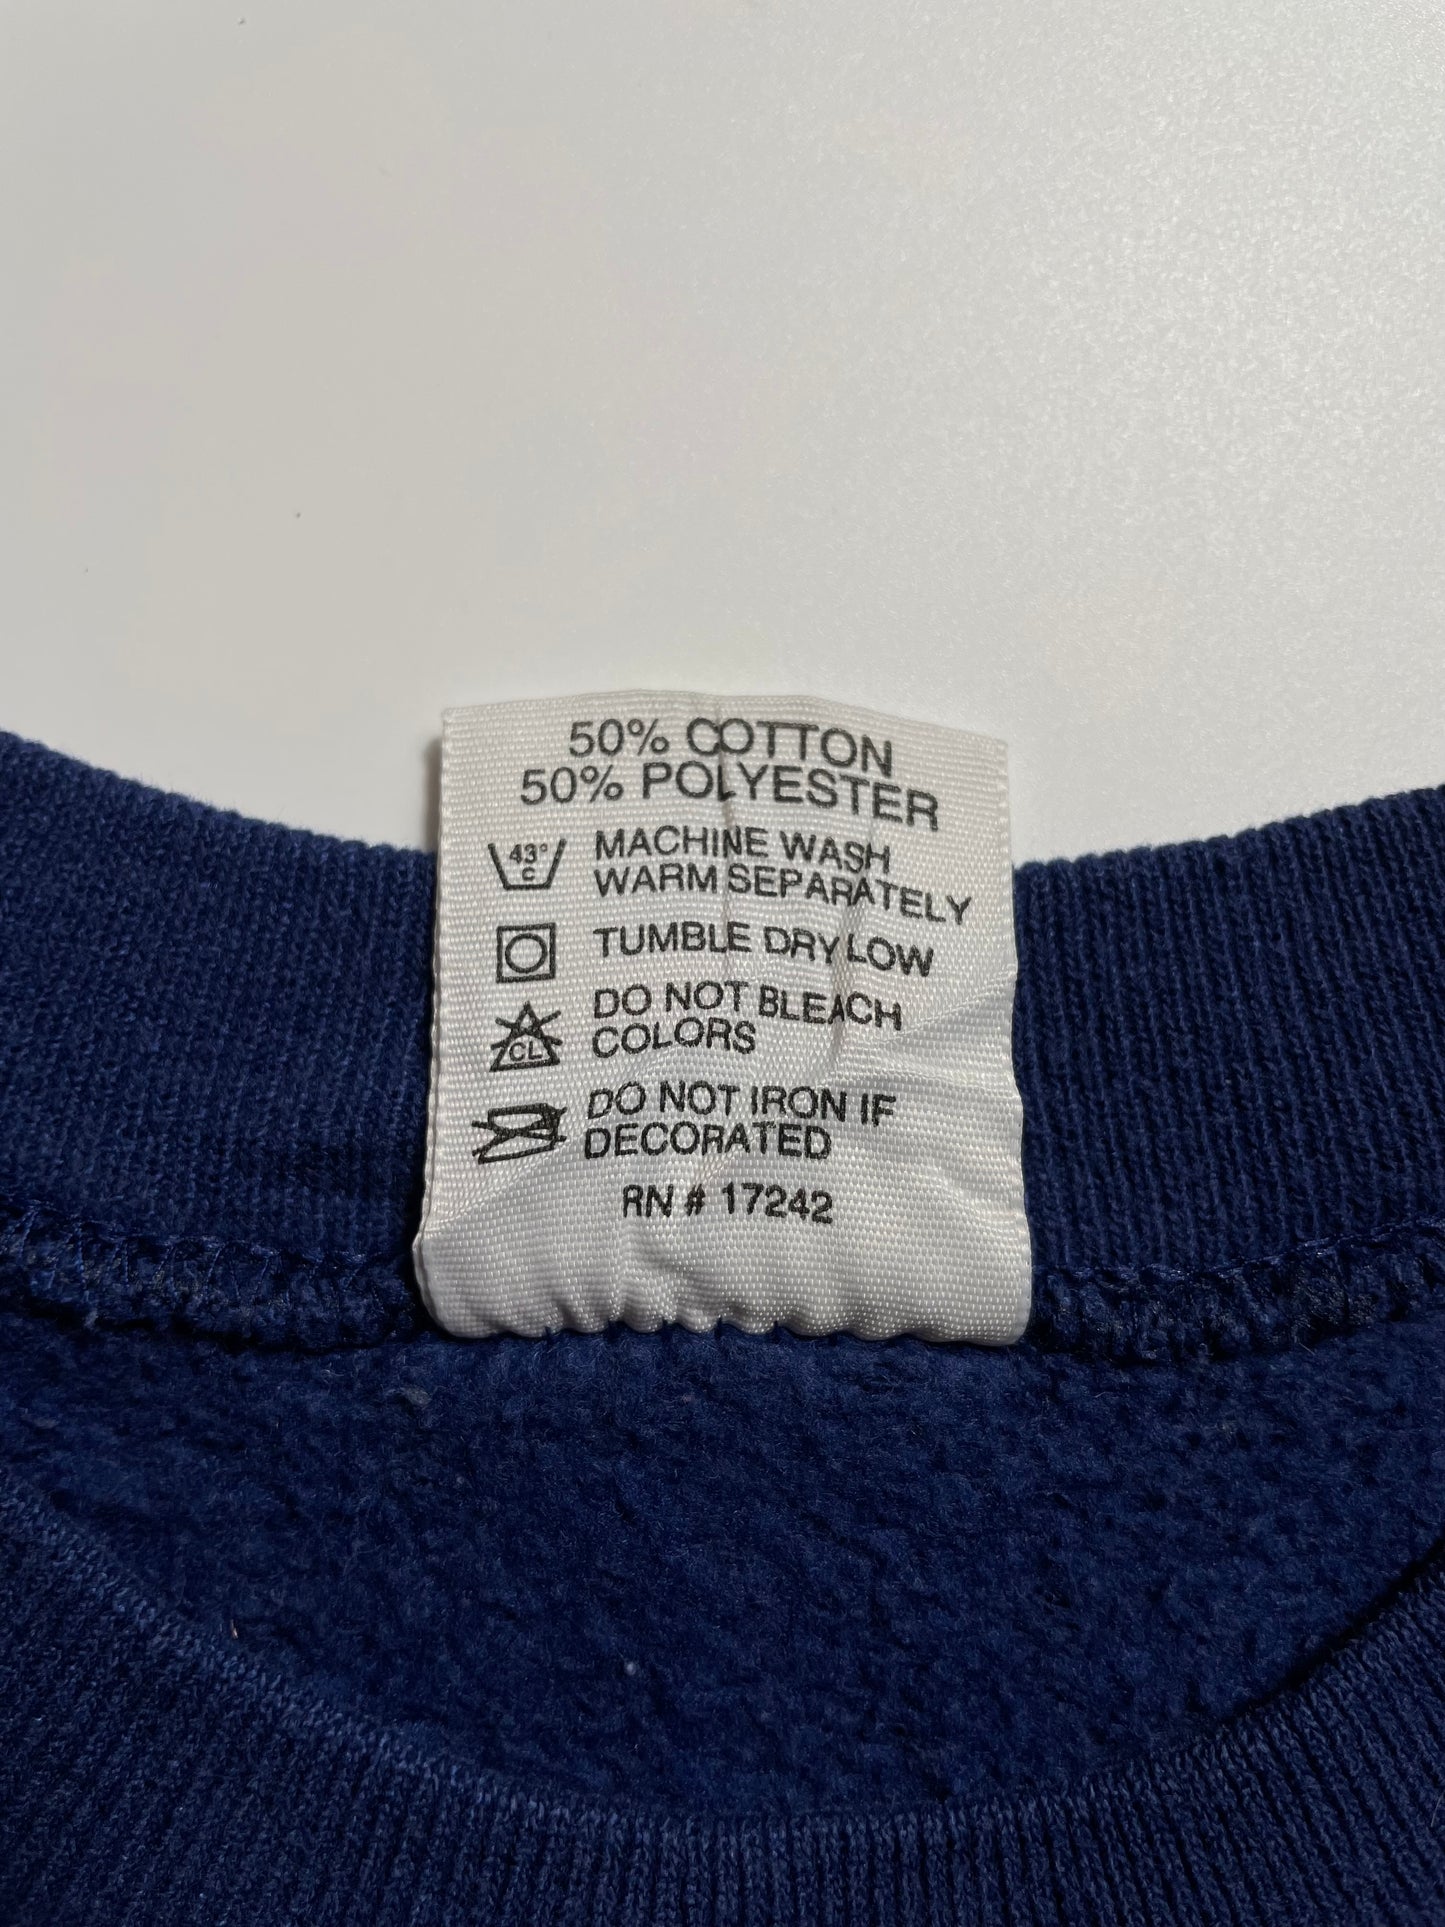 50% COTTON
50% POLYESTER
43°
C
MACHINE WASH
WARM SEPARATELY
TUMBLE DRY LOW
CL
DO NOT BLEACH
COLORS
DO NOT IRON IF
DECORATED
RN # 17242